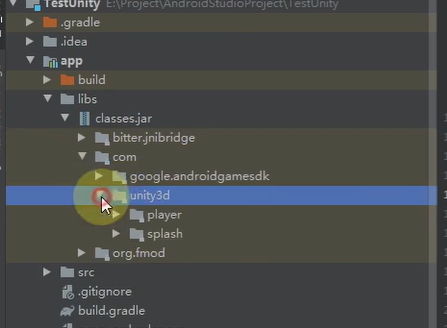 TestUnity E:\Project\AndroidStudioProject\TestUnity
.gradle
.idea
app
build
libs
classes.jar
bitter.jnibridge
com
google.androidgamesdk
unity3d
player
splash
org.fmod
src
.gitignore
build.gradle